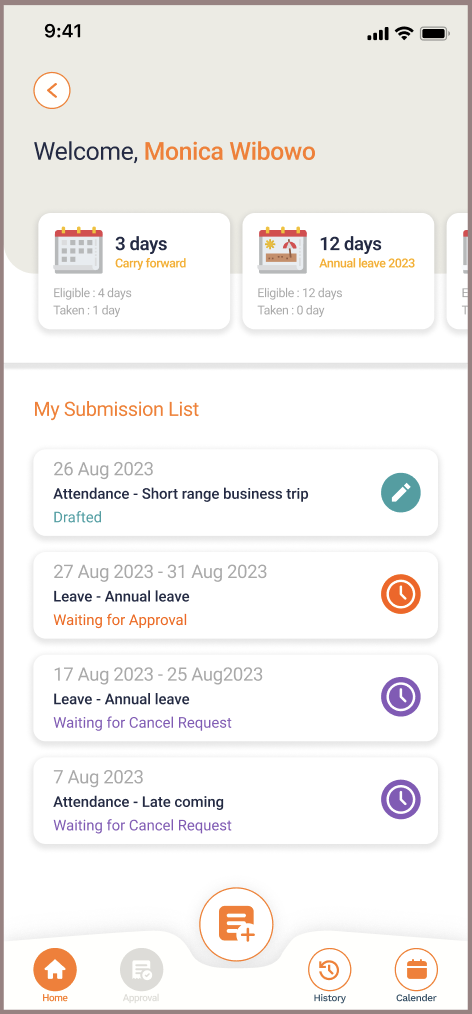 9:41
Welcome, Monica Wibowo
3 days
Carry forward
Eligible : 4 days
Taken : 1 day
12 days
Annual leave 2023
Eligible : 12 days
Taken : 0 day
My Submission List
26 Aug 2023
Attendance - Short range business trip
Drafted
27 Aug 2023 - 31 Aug 2023
Leave - Annual leave
Waiting for Approval
17 Aug 2023 - 25 Aug2023
Leave - Annual leave
Waiting for Cancel Request
7 Aug 2023
Attendance - Late coming
Waiting for Cancel Request
Home
Approval
History
Calender